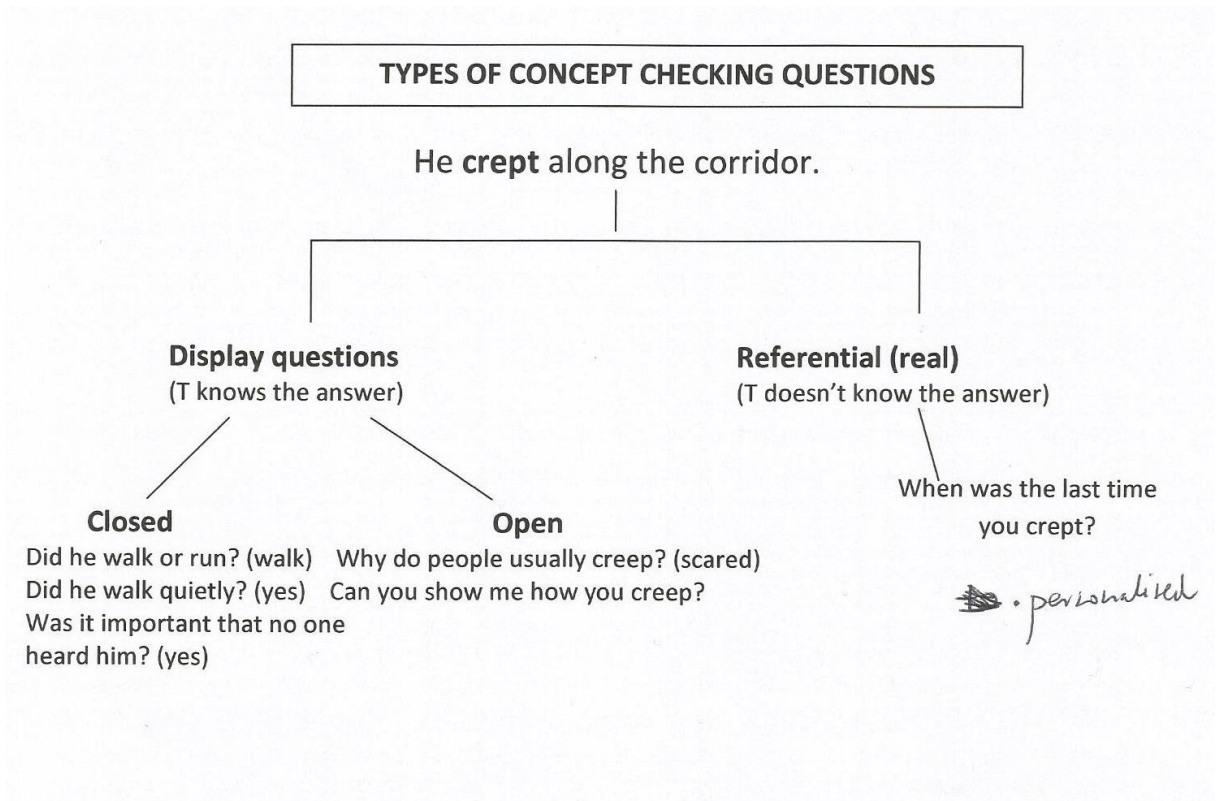 TYPES OF CONCEPT CHECKING QUESTIONS
He crept along the corridor.
Display questions
(T knows the answer)
Referential (real)
(T doesn't know the answer)
Closed
Did he walk or run? (walk)
Did he walk quietly? (yes)
Was it important that no one
heard him? (yes)
Open
Why do people usually creep? (scared)
Can you show me how you creep?
When was the last time
you crept?
• personalised